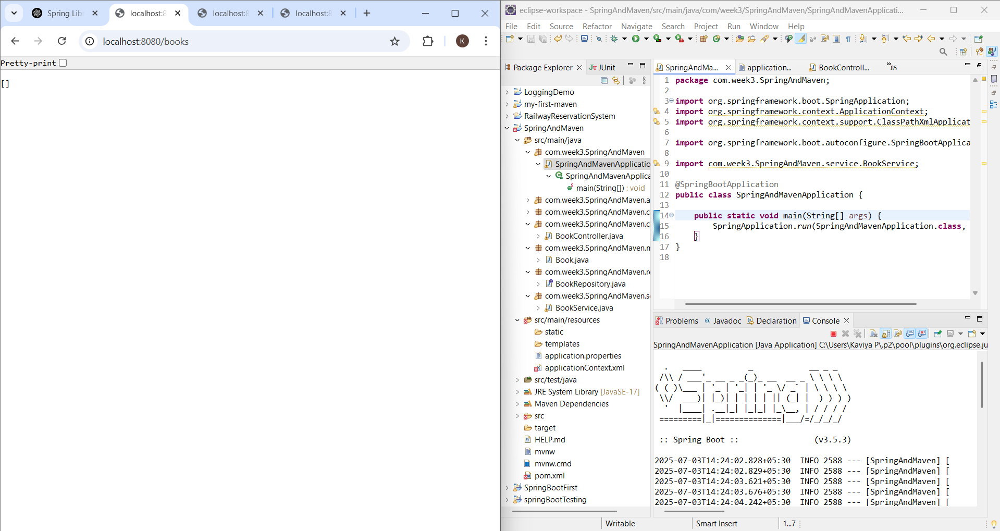 Spring Lib
localhost:8
localhost:8
localhost:8
localhost:8080/books
K
Pretty-print
[]
eclipse-workspace - SpringAndMaven/src/main/java/com/week3/SpringAndMaven/SpringAndMavenApplicati...
File Edit Source Refactor Navigate Search Project Run Window Help
Package Explorer
JUnit
LoggingDemo
my-first-maven
RailwayReservationSystem
SpringAndMaven
src/main/java
com.week3.SpringAndMaven
SpringAndMavenApplicatio
SpringAndMavenApplica
main(String[]) : void
com.week3.SpringAndMaven.a
com.week3.SpringAndMaven.c
com.week3.SpringAndMaven.c
BookController.java
com.week3.SpringAndMaven.m
Book.java
com.week3.SpringAndMaven.re
BookRepository.java
com.week3.SpringAndMaven.se
BookService.java
src/main/resources
static
templates
application.properties
applicationContext.xml
src/test/java
JRE System Library [JavaSE-17]
Maven Dependencies
src
target
HELP.md
mvnw
mvnw.cmd
pom.xml
SpringBootFirst
springBootTesting
SpringAndMa...
application...
BookControll...
»85
1 package com.week3.SpringAndMaven;
2
3 import org.springframework.boot.SpringApplication;
4 import org.springframework.context.ApplicationContext;
5 import org.springframework.context.support.ClassPathXmlApplicat
6
7 import org.springframework.boot.autoconfigure.SpringBootApplica
8
9 import com.week3.SpringAndMaven.service.BookService;
10
11 @SpringBootApplication
12 public class SpringAndMavenApplication {
13
14 public static void main(String[] args) {
15 SpringApplication.run(SpringAndMavenApplication.class,
16 }
17 }
18
Problems @ Javadoc Declaration Console
SpringAndMavenApplication [Java Application] C:\Users\Kaviya P\.p2\pool\plugins\org.eclipse.ju
  .   ____          _            __ _ _
 /\\ / ___'_ __ _ _(_)_ __  __ _ \ \ \ \
( ( )\___ | '_ | '_| | '_ \/ _` | \ \ \ \
 \\/  ___)| |_)| | | | | || (_| |  ) ) ) )
  '  |____| .__|_| |_|_| |_\__, | / / / /
 =========|_|==============|___/=/_/_/_/
:: Spring Boot :: (v3.5.3)
2025-07-03T14:24:02.828+05:30 INFO 2588 --- [SpringAndMaven] [
2025-07-03T14:24:02.829+05:30 INFO 2588 --- [SpringAndMaven] [
2025-07-03T14:24:03.621+05:30 INFO 2588 --- [SpringAndMaven] [
2025-07-03T14:24:03.676+05:30 INFO 2588 --- [SpringAndMaven] [
2025-07-03T14:24:04.242+05:30 INFO 2588 --- [SpringAndMaven] [
Writable
Smart Insert
1...7